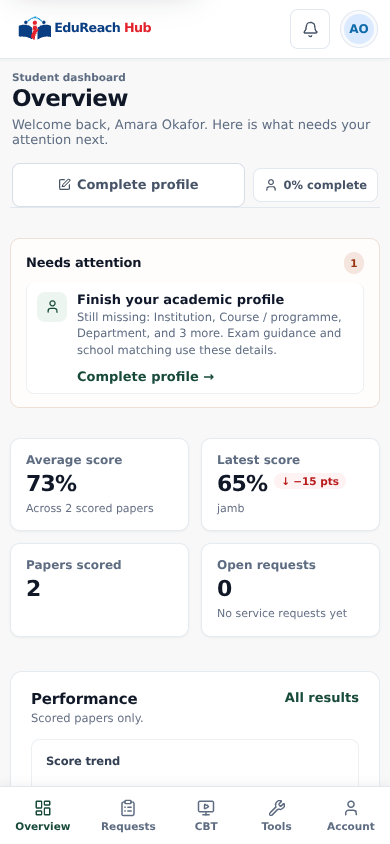 EduReach Hub
AO
Student dashboard
Overview
Welcome back, Amara Okafor. Here is what needs your
attention next.
Complete profile
0% complete
Needs attention
1
Finish your academic profile
Still missing: Institution, Course / programme,
Department, and 3 more. Exam guidance and
school matching use these details.
Complete profile →
Average score
73%
Across 2 scored papers
Latest score
65% ↓ −15 pts
jamb
Papers scored
2
Open requests
0
No service requests yet
Performance
All results
Scored papers only.
Score trend
Overview
Requests
CBT
Tools
Account